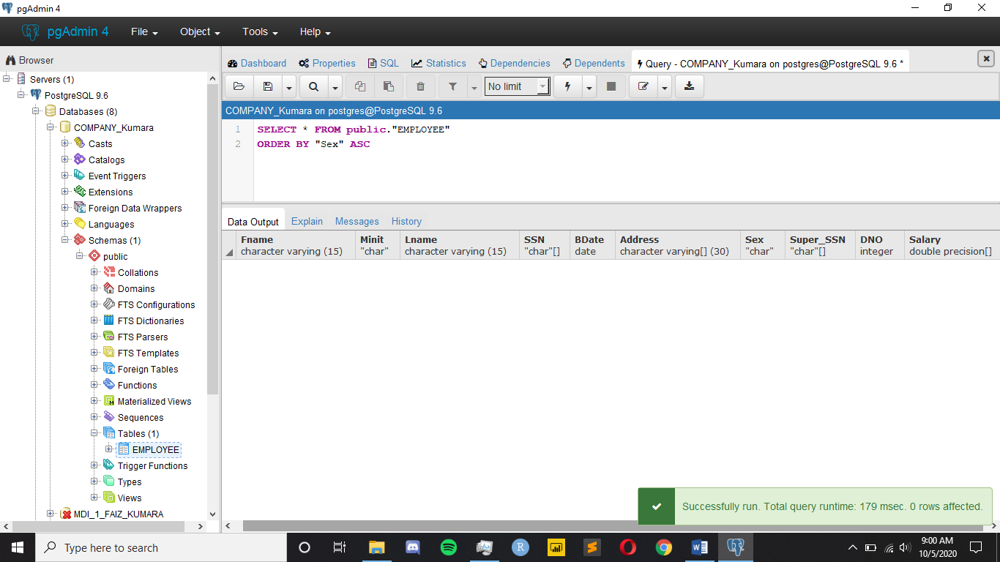 pgAdmin 4
pgAdmin 4
File
Object
Tools
Help
Browser
Servers (1)
PostgreSQL 9.6
Databases (8)
COMPANY_Kumara
Casts
Catalogs
Event Triggers
Extensions
Foreign Data Wrappers
Languages
Schemas (1)
public
Collations
Domains
FTS Configurations
FTS Dictionaries
FTS Parsers
FTS Templates
Foreign Tables
Functions
Materialized Views
Sequences
Tables (1)
EMPLOYEE
Trigger Functions
Types
Views
MDI_1_FAIZ_KUMARA
Dashboard
Properties
SQL
Statistics
Dependencies
Dependents
Query - COMPANY_Kumara on postgres@PostgreSQL 9.6 *
No limit
COMPANY_Kumara on postgres@PostgreSQL 9.6
1 SELECT * FROM public."EMPLOYEE"
2 ORDER BY "Sex" ASC
Data Output
Explain
Messages
History
Fname
character varying (15)
Minit
"char"
Lname
character varying (15)
SSN
"char"[]
BDate
date
Address
character varying[] (30)
Sex
"char"
Super_SSN
"char"[]
DNO
integer
Salary
double precision[]
Successfully run. Total query runtime: 179 msec. 0 rows affected.
Type here to search
R
9:00 AM
10/5/2020